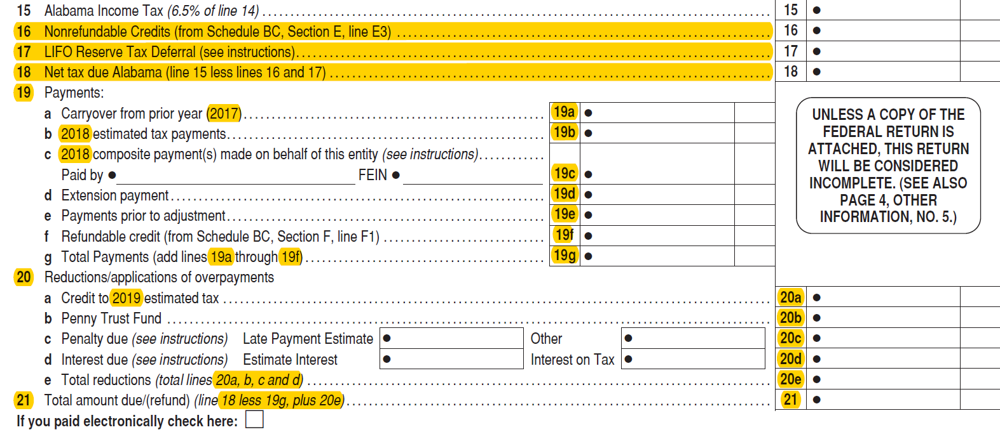 15 Alabama Income Tax (6.5% of line 14) 15 ●
16 Nonrefundable Credits (from Schedule BC, Section E, line E3) 16 ●
17 LIFO Reserve Tax Deferral (see instructions) 17 ●
18 Net tax due Alabama (line 15 less lines 16 and 17) 18 ●
19 Payments:
a Carryover from prior year (2017) 19a ●
b 2018 estimated tax payments 19b ●
c 2018 composite payment(s) made on behalf of this entity (see instructions)
Paid by ● FEIN ● 19c ●
d Extension payment 19d ●
e Payments prior to adjustment 19e ●
f Refundable credit (from Schedule BC, Section F, line F1) 19f ●
g Total Payments (add lines 19a through 19f) 19g ●
UNLESS A COPY OF THE
FEDERAL RETURN IS
ATTACHED, THIS RETURN
WILL BE CONSIDERED
INCOMPLETE. (SEE ALSO
PAGE 4, OTHER
INFORMATION, NO. 5.)
20 Reductions/applications of overpayments
a Credit to 2019 estimated tax 20a ●
b Penny Trust Fund 20b ●
c Penalty due (see instructions) Late Payment Estimate ● Other ● 20c ●
d Interest due (see instructions) Estimate Interest ● Interest on Tax ● 20d ●
e Total reductions (total lines 20a, b, c and d) 20e ●
21 Total amount due/(refund) (line 18 less 19g, plus 20e) 21 ●
If you paid electronically check here: